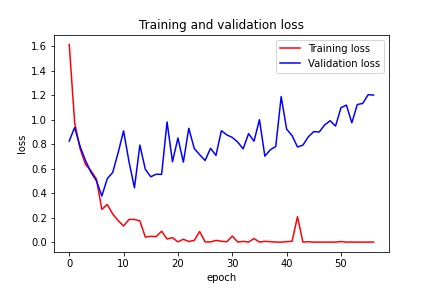 Training and validation loss
Training loss
Validation loss
loss
1.6
1.4
1.2
1.0
0.8
0.6
0.4
0.2
0.0
0 10 20 30 40 50
epoch